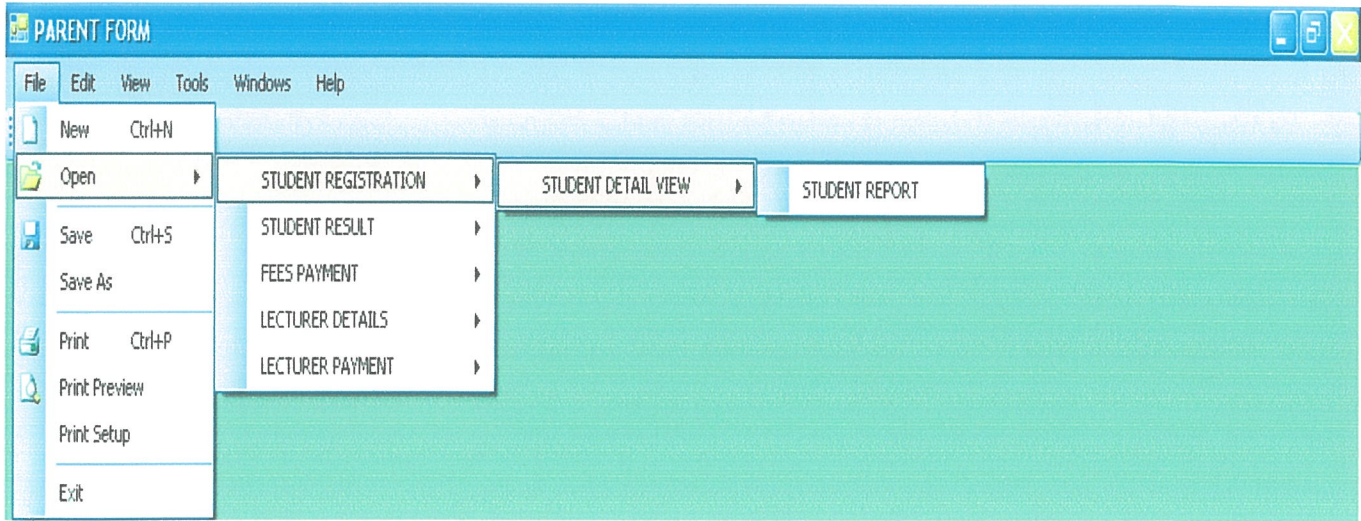 PARENT FORM
File Edit View Tools Windows Help
New Ctrl+N
Open
Save Ctrl+S
Save As
Print Ctrl+P
Print Preview
Print Setup
Exit
STUDENT REGISTRATION
STUDENT RESULT
FEES PAYMENT
LECTURER DETAILS
LECTURER PAYMENT
STUDENT DETAIL VIEW
STUDENT REPORT